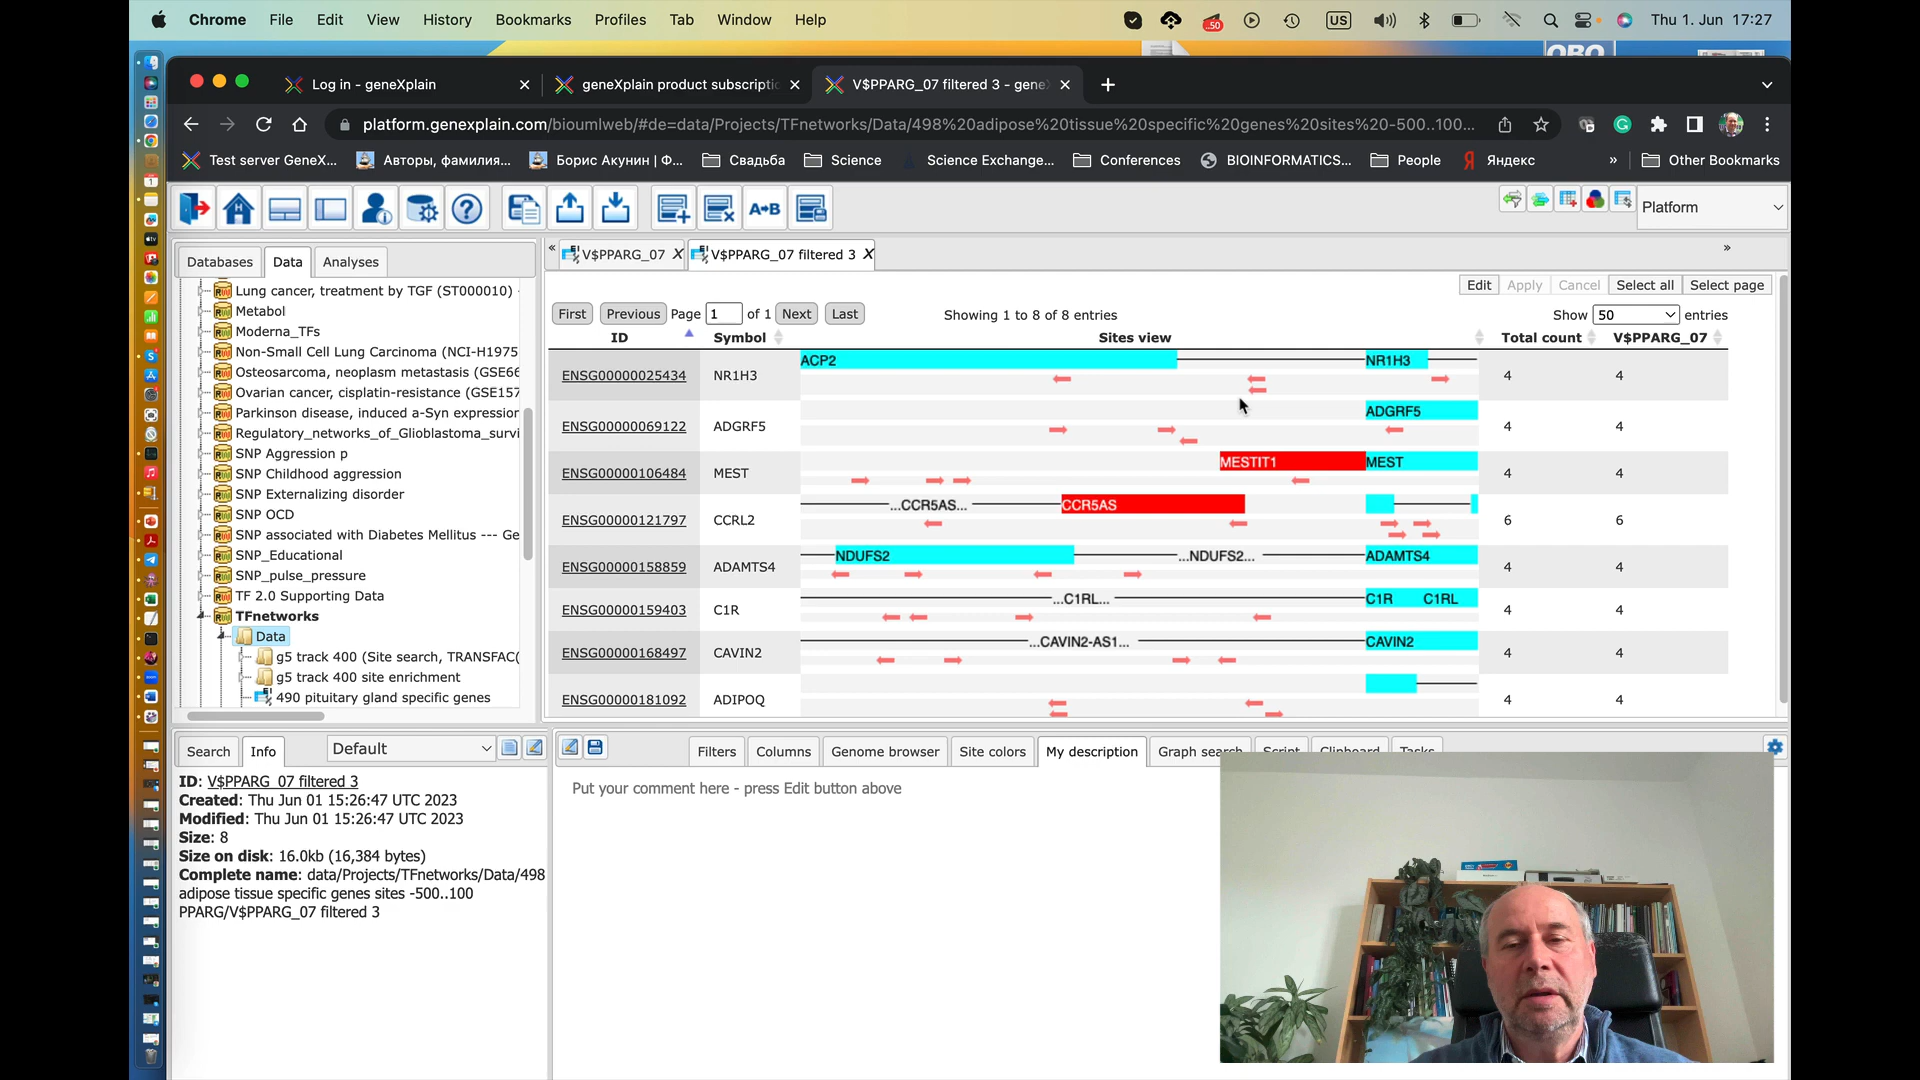 Chrome File Edit View History Bookmarks Profiles Tab Window Help
..50
US
Thu 1. Jun 17:27
OBO
Log in - geneXplain
geneXplain product subscripti
V$PPARG_07 filtered 3 - gene
platform.genexplain.com/bioumlweb/#de=data/Projects/TFnetworks/Data/498%20adipose%20tissue%20specific%20genes%20sites%20-500..100...
Test server GeneX... Авторы, фамилия... Борис Акунин | Ф... Свадьба Science Science Exchange... Conferences BIOINFORMATICS... People Яндекс » Other Bookmarks
A B
Platform
Databases Data Analyses
« V$PPARG_07 X V$PPARG_07 filtered 3 X »
Lung cancer, treatment by TGF (ST000010)
Metabol
Moderna_TFs
Non-Small Cell Lung Carcinoma (NCI-H1975
Osteosarcoma, neoplasm metastasis (GSE66
Ovarian cancer, cisplatin-resistance (GSE157
Parkinson disease, induced a-Syn expression
Regulatory_networks_of_Glioblastoma_survi
SNP Aggression p
SNP Childhood aggression
SNP Externalizing disorder
SNP OCD
SNP associated with Diabetes Mellitus --- Ge
SNP_Educational
SNP_pulse_pressure
TF 2.0 Supporting Data
TFnetworks
Data
g5 track 400 (Site search, TRANSFAC(
g5 track 400 site enrichment
490 pituitary gland specific genes
Edit Apply Cancel Select all Select page
First Previous Page 1 of 1 Next Last Showing 1 to 8 of 8 entries Show 50 entries
ID Symbol Sites view Total count V$PPARG_07
ACP2 NR1H3
ENSG00000025434 NR1H3 4 4
ADGRF5
ENSG00000069122 ADGRF5 4 4
MESTIT1 MEST
ENSG00000106484 MEST 4 4
...CCR5AS... CCR5AS
ENSG00000121797 CCRL2 6 6
NDUFS2 ...NDUFS2... ADAMTS4
ENSG00000158859 ADAMTS4 4 4
...C1RL... C1R C1RL
ENSG00000159403 C1R 4 4
...CAVIN2-AS1... CAVIN2
ENSG00000168497 CAVIN2 4 4
ENSG00000181092 ADIPOQ 4 4
Search Info Default
Filters Columns Genome browser Site colors My description Graph search Script Clipboard Tasks
ID: V$PPARG_07 filtered 3
Created: Thu Jun 01 15:26:47 UTC 2023
Modified: Thu Jun 01 15:26:47 UTC 2023
Size: 8
Size on disk: 16.0kb (16,384 bytes)
Complete name: data/Projects/TFnetworks/Data/498
adipose tissue specific genes sites -500..100
PPARG/V$PPARG_07 filtered 3
Put your comment here - press Edit button above